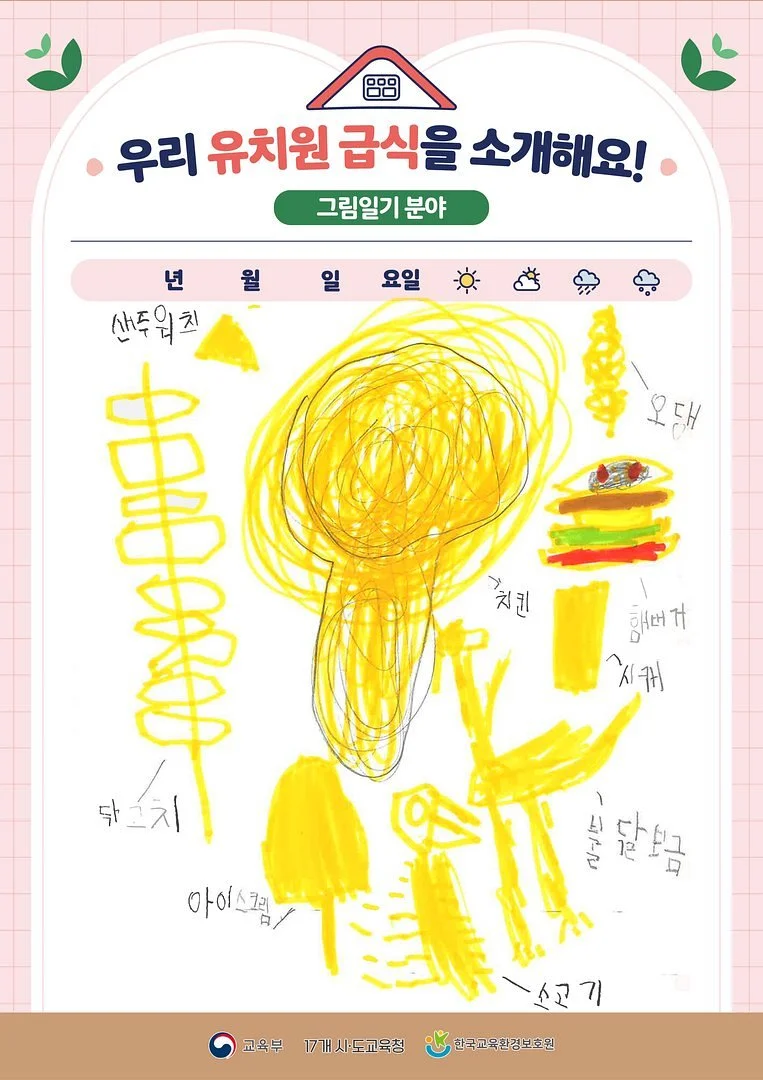 우리 유치원 급식을 소개해요!
그림일기 분야
년 월 일 요일
산두위치
오댕
치킨
햄버거
시캐
닥고치
불닭보금
아이스크림
소고기
교육부 17개 시·도교육청 한국교육환경보호원